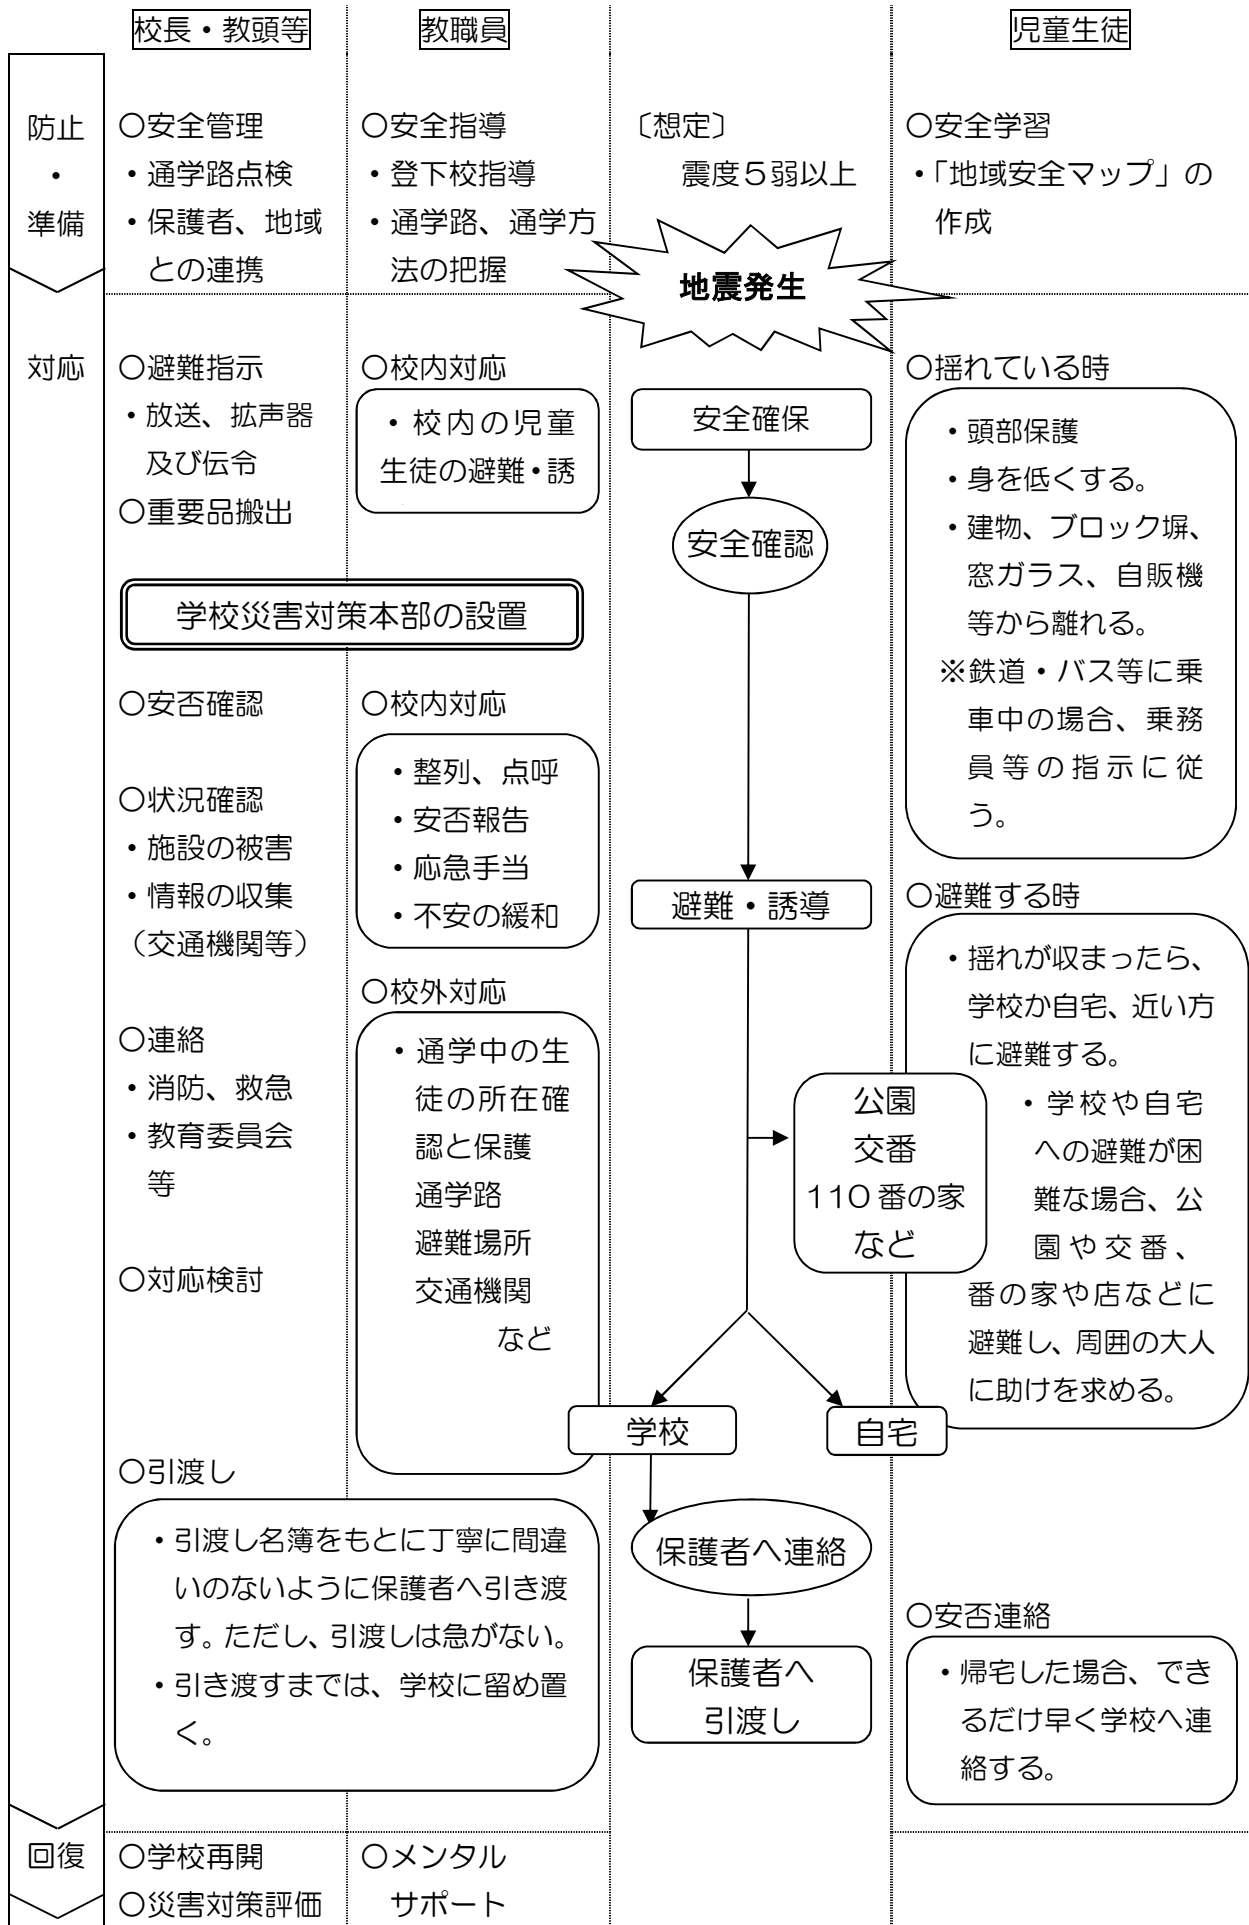 校長・教頭等
教職員
児童生徒
防止
・
準備
〇安全管理
・通学路点検
・保護者、地域
との連携
〇安全指導
・登下校指導
・通学路、通学方
法の把握
〔想定〕
震度5弱以上
地震発生
〇安全学習
・「地域安全マップ」の
作成
対応
〇避難指示
・放送、拡声器
及び伝令
〇重要品搬出
〇校内対応
・校内の児童
生徒の避難・誘
学校災害対策本部の設置
〇安否確認
〇状況確認
・施設の被害
・情報の収集
(交通機関等)
〇連絡
・消防、救急
・教育委員会
等
〇対応検討
〇校内対応
・整列、点呼
・安否報告
・応急手当
・不安の緩和
〇校外対応
・通学中の生
徒の所在確
認と保護
通学路
避難場所
交通機関
など
〇引渡し
・引渡し名簿をもとに丁寧に間違
いのないように保護者へ引き渡
す。ただし、引渡しは急がない。
・引き渡すまでは、学校に留め置
く。
安全確保
安全確認
避難・誘導
公園
交番
110番の家
など
学校
自宅
保護者へ連絡
保護者へ
引渡し
〇揺れている時
・頭部保護
・身を低くする。
・建物、ブロック塀、
窓ガラス、自販機
等から離れる。
※鉄道・バス等に乗
車中の場合、乗務
員等の指示に従
う。
〇避難する時
・揺れが収まったら、
学校か自宅、近い方
に避難する。
・学校や自宅
への避難が困
難な場合、公
園や交番、
番の家や店などに
避難し、周囲の大人
に助けを求める。
〇安否連絡
・帰宅した場合、でき
るだけ早く学校へ連
絡する。
回復
〇学校再開
〇災害対策評価
〇メンタル
サポート